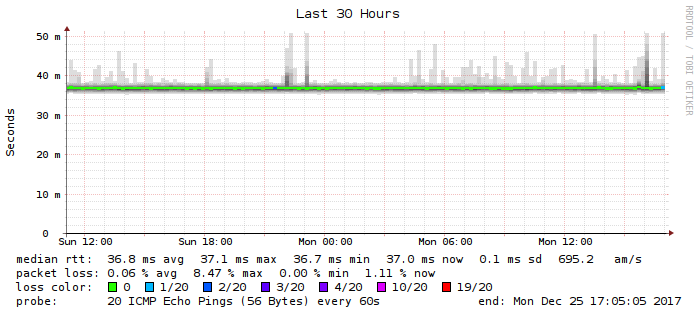 Last 30 Hours
RRDTOOL / TOBI OETIKER
Seconds
50 m
40 m
30 m
20 m
10 m
0
Sun 12:00 Sun 18:00 Mon 00:00 Mon 06:00 Mon 12:00
median rtt: 36.8 ms avg 37.1 ms max 36.7 ms min 37.0 ms now 0.1 ms sd 695.2 am/s
packet loss: 0.06 % avg 8.47 % max 0.00 % min 1.11 % now
loss color: 0 1/20 2/20 3/20 4/20 10/20 19/20
probe: 20 ICMP Echo Pings (56 Bytes) every 60s end: Mon Dec 25 17:05:05 2017